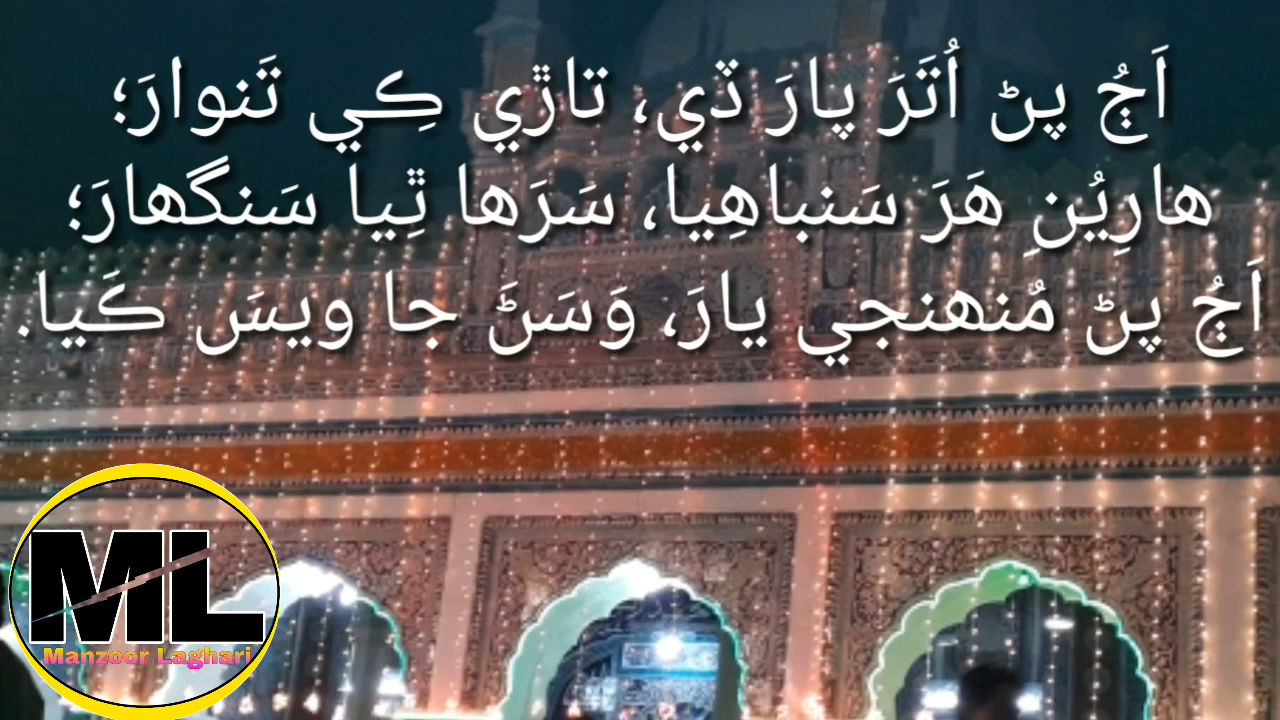 اَڄُ پڻ اُتَرَ پارَ ڏي، تاڙي ڪِي تَنوارَ؛
هارِيُنِ هَرَ سَنباهِيا، سَرَها ٿِيا سَنگهارَ؛
اَڄُ پڻ مُنهنجي يارَ، وَسَڻَ جا ويسَ ڪَيا.
ML
Manzoor Laghari